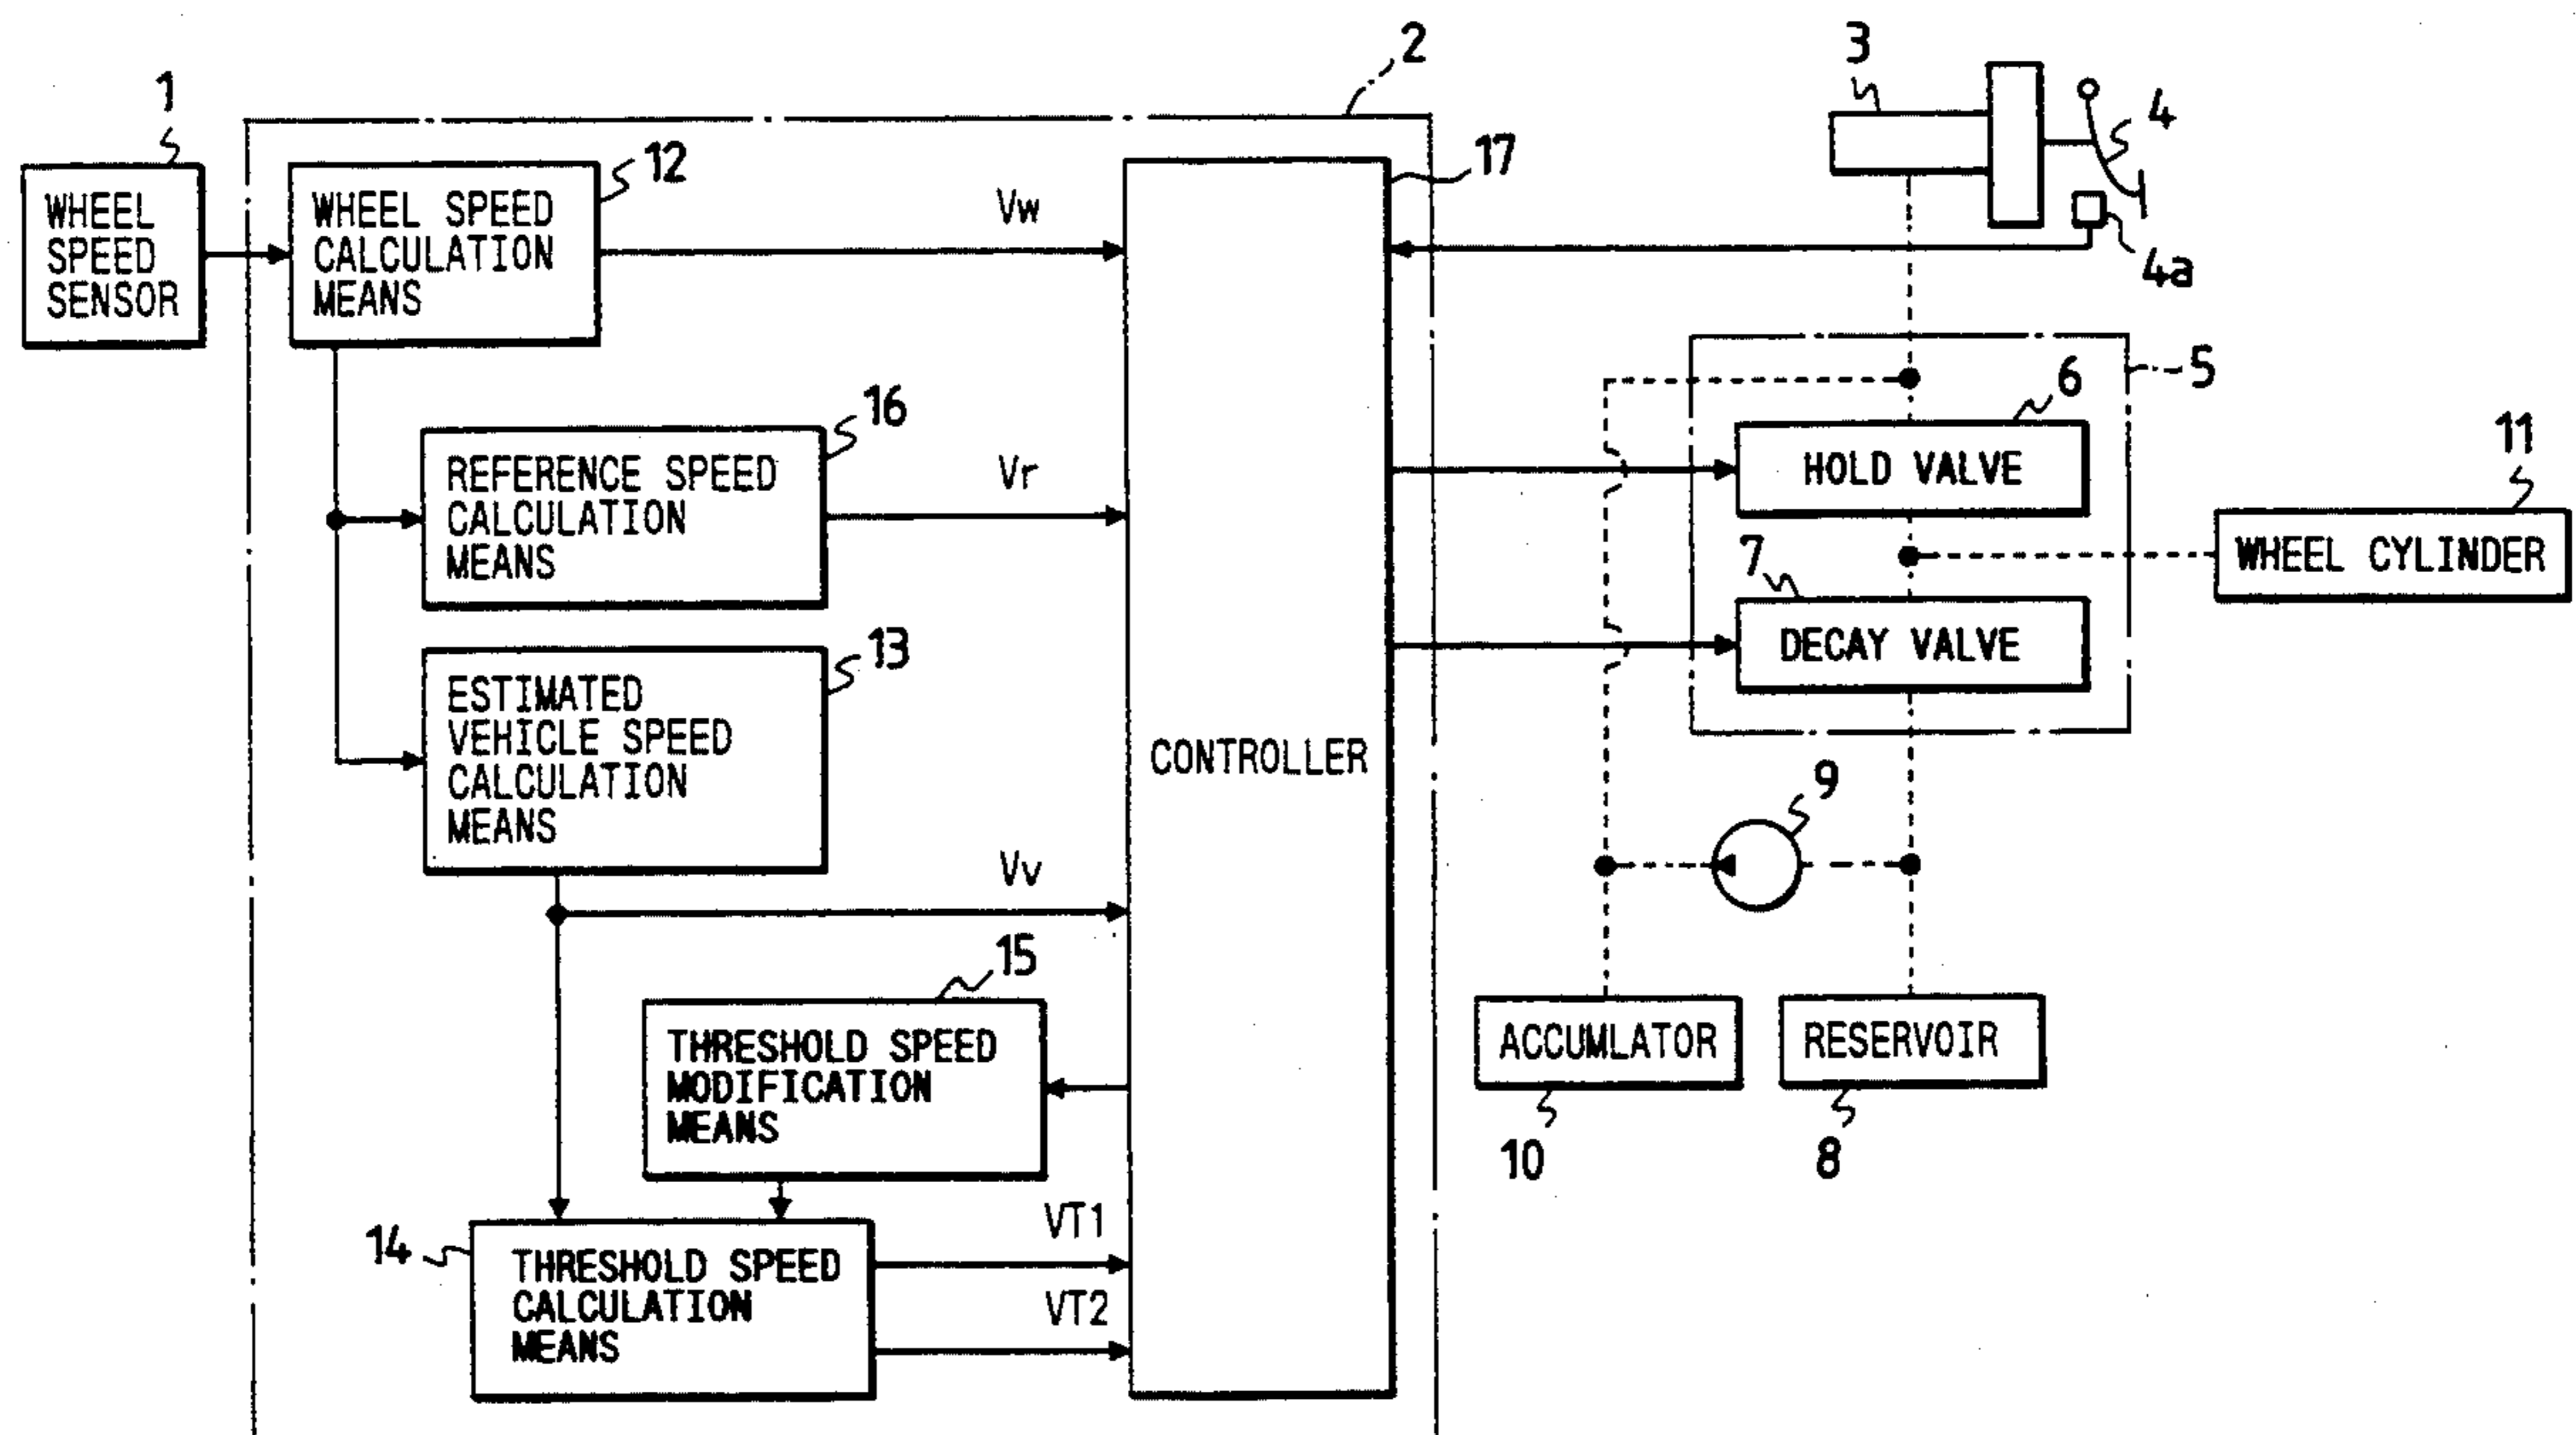 1
2
3
4
4a
WHEEL
SPEED
SENSOR
12
WHEEL SPEED
CALCULATION
MEANS
Vw
17
16
REFERENCE SPEED
CALCULATION
MEANS
Vr
5
6
HOLD VALVE
11
WHEEL CYLINDER
7
DECAY VALVE
13
ESTIMATED
VEHICLE SPEED
CALCULATION
MEANS
Vv
CONTROLLER
9
15
THRESHOLD SPEED
MODIFICATION
MEANS
ACCUMLATOR
10
RESERVOIR
8
14
THRESHOLD SPEED
CALCULATION
MEANS
VT1
VT2